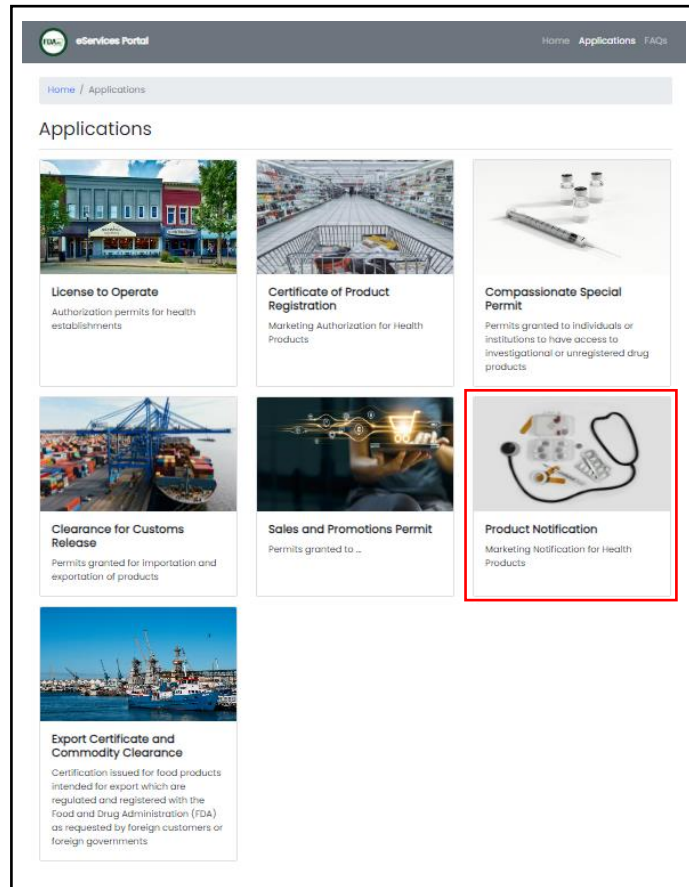 FDA
eServices Portal
Home Applications FAQs
Home / Applications
Applications
License to Operate
Authorization permits for health
establishments
Certificate of Product
Registration
Marketing Authorization for Health
Products
Compassionate Special
Permit
Permits granted to individuals or
institutions to have access to
investigational or unregistered drug
products
Clearance for Customs
Release
Permits granted for importation and
exportation of products
Sales and Promotions Permit
Permits granted to ...
Product Notification
Marketing Notification for Health
Products
Export Certificate and
Commodity Clearance
Certification issued for food products
intended for export which are
regulated and registered with the
Food and Drug Administration (FDA)
as requested by foreign customers or
foreign governments